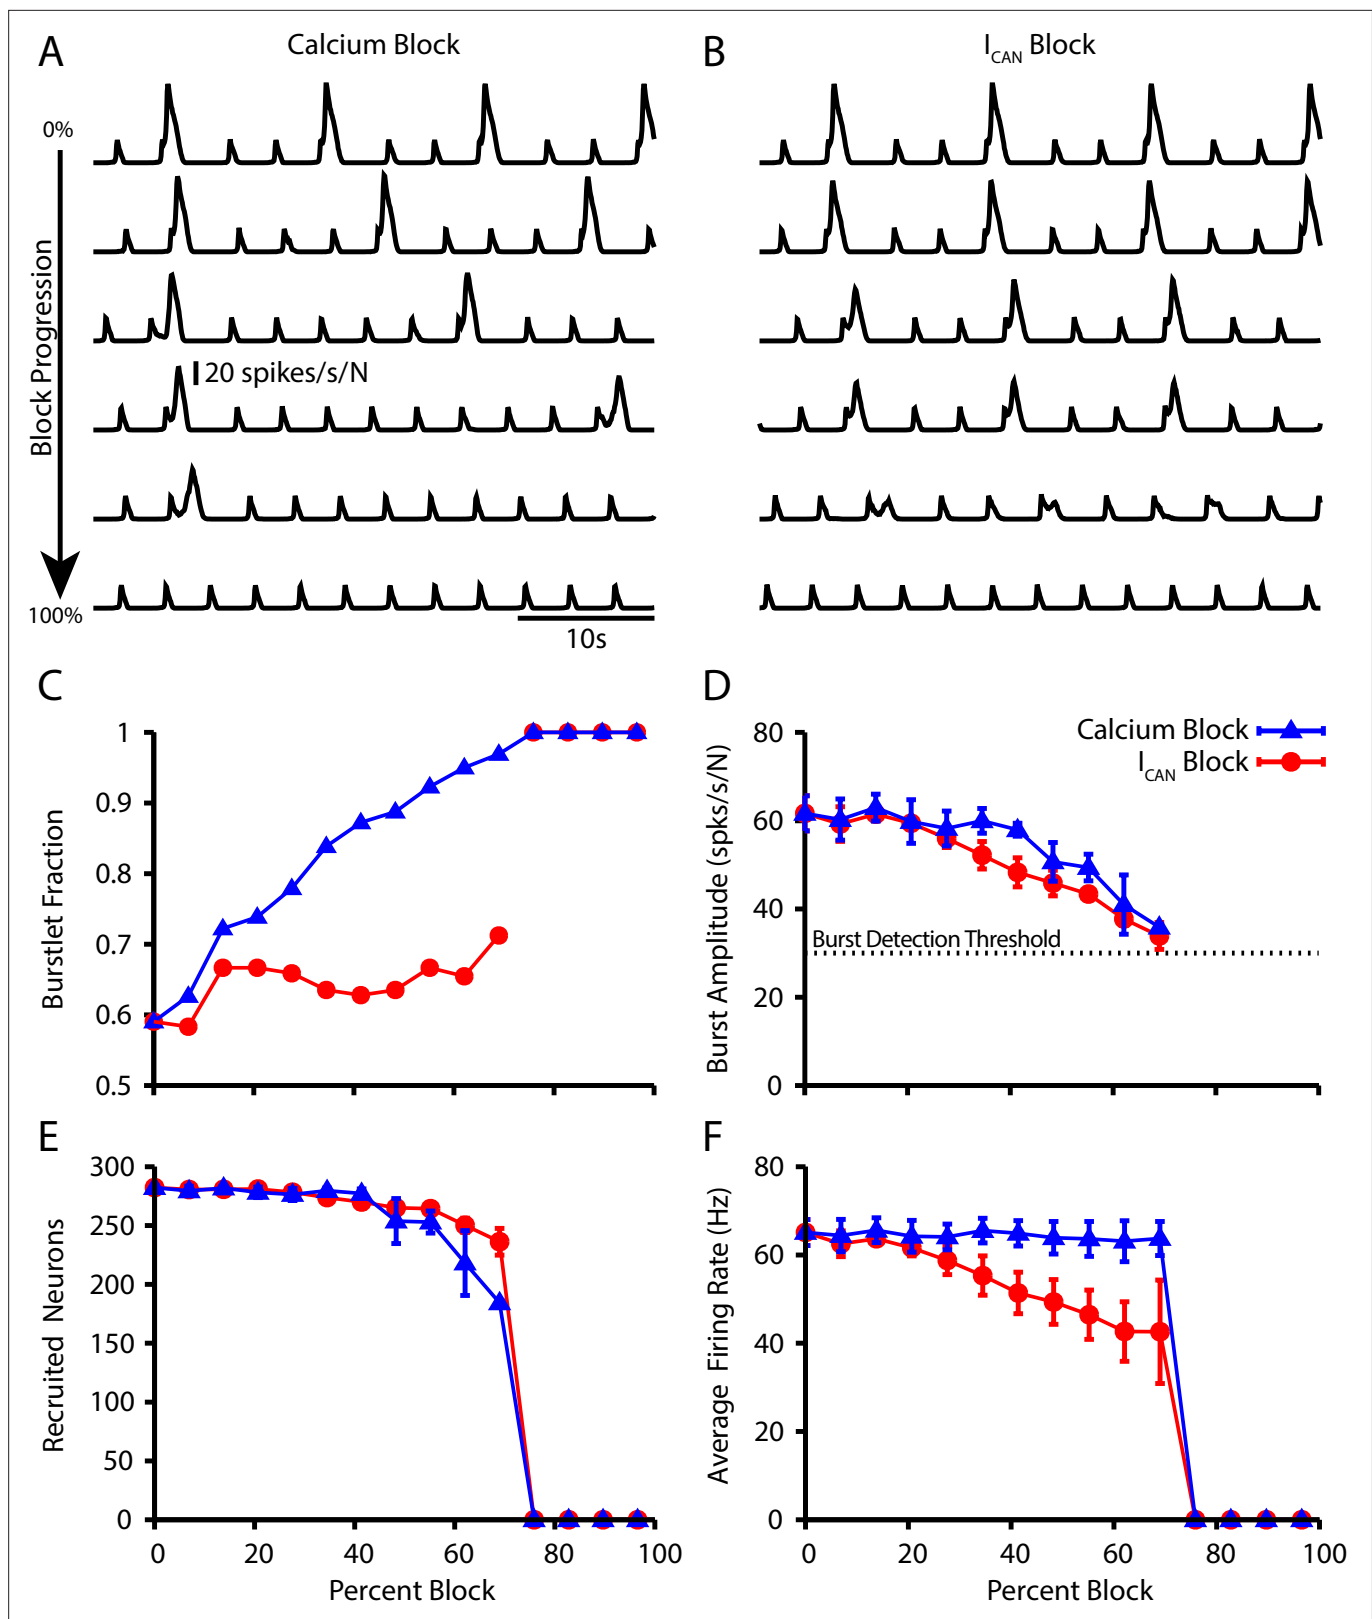 A
Calcium Block
B
I_CAN Block
0%
Block Progression
20 spikes/s/N
100%
10s
C
Burstlet Fraction
1
0.9
0.8
0.7
0.6
0.5
D
Burst Amplitude (spks/s/N)
80
60
40
20
0
Calcium Block
I_CAN Block
Burst Detection Threshold
E
Recruited Neurons
300
250
200
150
100
50
0
0 20 40 60 80 100
Percent Block
F
Average Firing Rate (Hz)
80
60
40
20
0
0 20 40 60 80 100
Percent Block